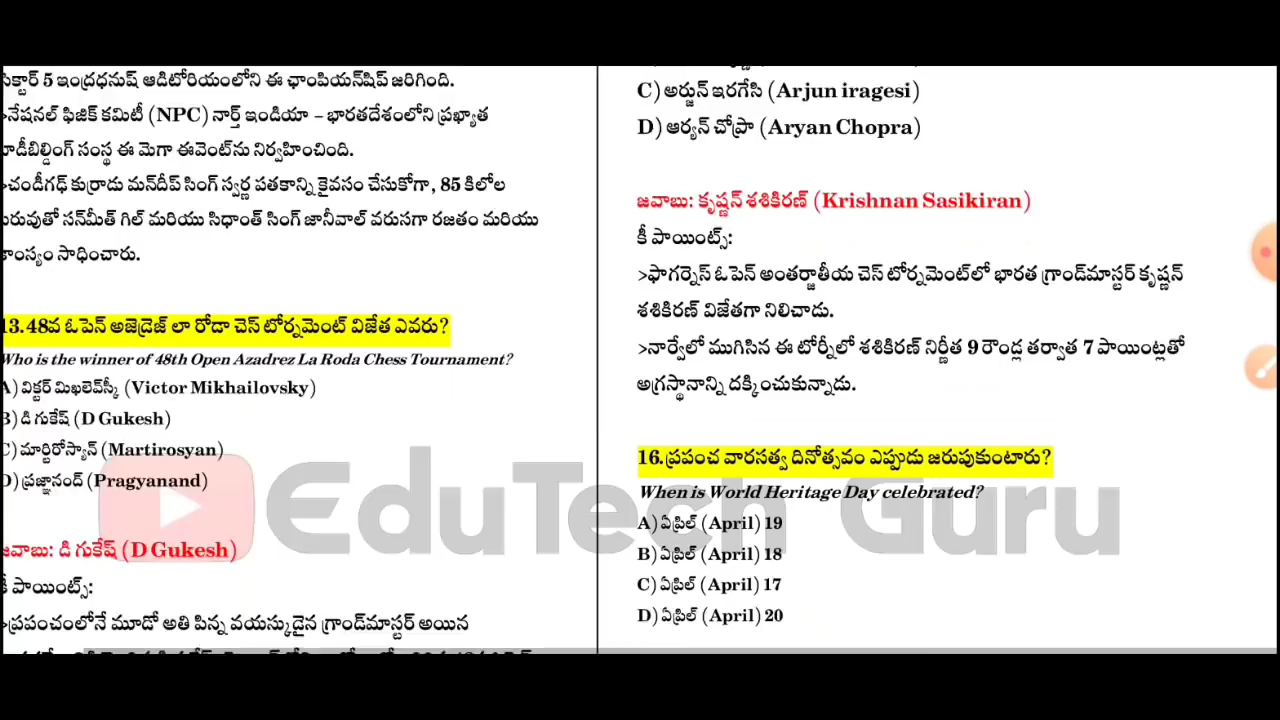 సెక్టార్ 5 ఇంద్రధనుష్ ఆడిటోరియంలోని ఈ ఛాంపియన్‌షిప్ జరిగింది.
>నేషనల్ ఫిజిక్ కమిటీ (NPC) నార్త్ ఇండియా – భారతదేశంలోని ప్రఖ్యాత
బాడీబిల్డింగ్ సంస్థ ఈ మెగా ఈవెంట్‌ను నిర్వహించింది.
>చండీగఢ్ కుర్రాడు మన్‌దీప్ సింగ్ స్వర్ణ పతకాన్ని కైవసం చేసుకోగా, 85 కిలోల
బరువుతో సన్‌మీత్ గిల్ మరియు సిధాంత్ సింగ్ జానీవాల్ వరుసగా రజతం మరియు
కాంస్యం సాధించారు.
13.48వ ఓపెన్ అజెడ్రెజ్ లా రోడా చెస్ టోర్నమెంట్ విజేత ఎవరు?
Who is the winner of 48th Open Azadrez La Roda Chess Tournament?
A) విక్టర్ మిఖలెవ్‌స్కీ (Victor Mikhailovsky)
B) డి గుకేష్ (D Gukesh)
C) మార్టిరోస్యాన్ (Martirosyan)
D) ప్రజ్ఞానంద్ (Pragyanand)
జవాబు: డి గుకేష్ (D Gukesh)
కీ పాయింట్స్:
>ప్రపంచంలోనే మూడో అతి పిన్న వయస్కుడైన గ్రాండ్‌మాస్టర్ అయిన
C) అర్జున్ ఇరగేసి (Arjun iragesi)
D) ఆర్యన్ చోప్రా (Aryan Chopra)
జవాబు: కృష్ణన్ శశికిరణ్ (Krishnan Sasikiran)
కీ పాయింట్స్:
>ఫాగర్నెస్ ఓపెన్ అంతర్జాతీయ చెస్ టోర్నమెంట్‌లో భారత గ్రాండ్‌మాస్టర్ కృష్ణన్
శశికిరణ్ విజేతగా నిలిచాడు.
>నార్వేలో ముగిసిన ఈ టోర్నీలో శశికిరణ్ నిర్ణీత 9 రౌండ్ల తర్వాత 7 పాయింట్లతో
అగ్రస్థానాన్ని దక్కించుకున్నాడు.
16.ప్రపంచ వారసత్వ దినోత్సవం ఎప్పుడు జరుపుకుంటారు?
When is World Heritage Day celebrated?
A) ఏప్రిల్ (April) 19
B) ఏప్రిల్ (April) 18
C) ఏప్రిల్ (April) 17
D) ఏప్రిల్ (April) 20
EduTech Guru